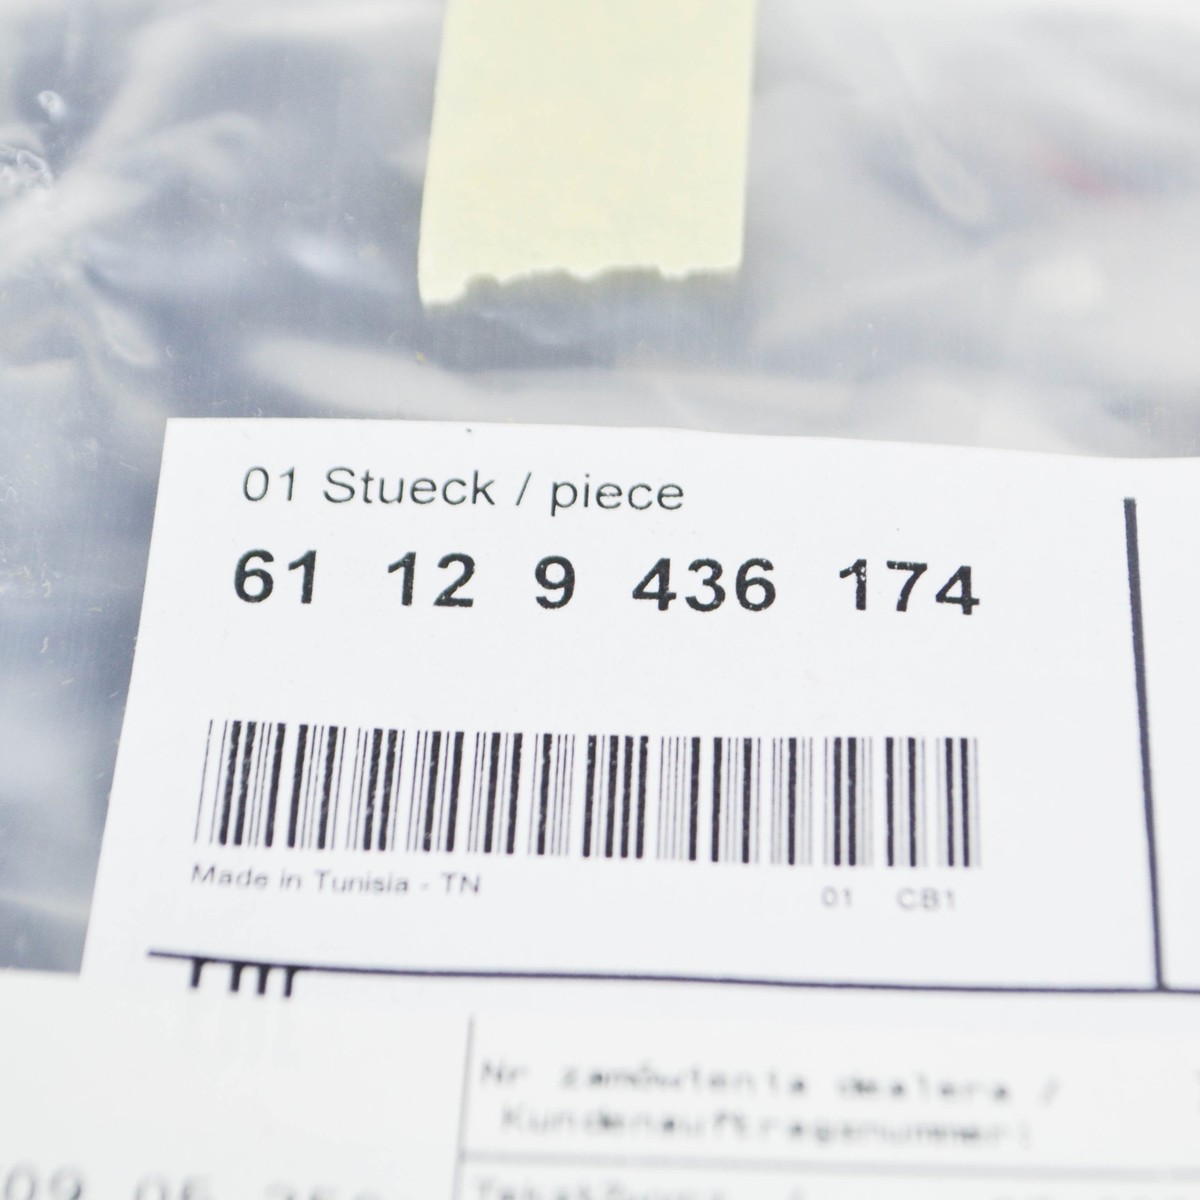 01 Stueck / piece
61 12 9 436 174
Made in Tunisia - TN
01 CB1
Nr zamówienia dealera /
Kundenauftragsnummer: